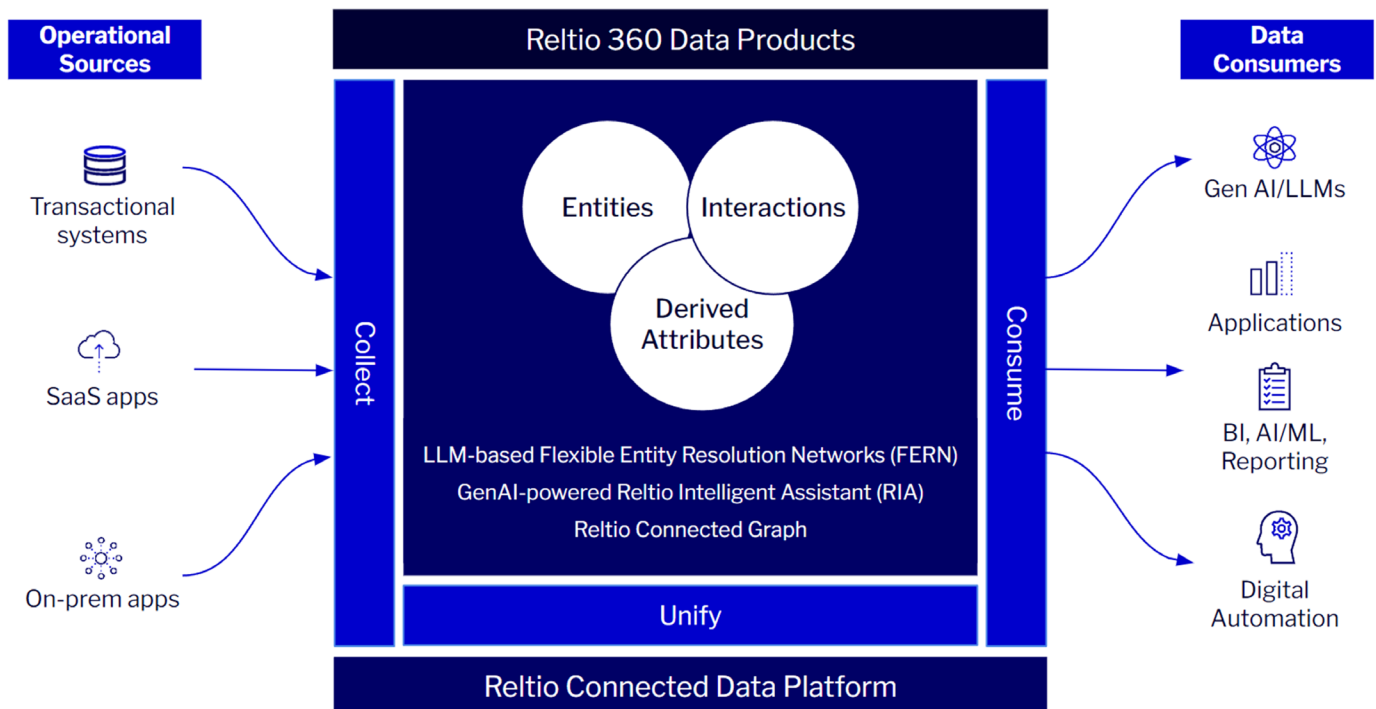 Operational
Sources
Transactional
systems
SaaS apps
On-prem apps
Reltio 360 Data Products
Collect
Entities
Interactions
Derived
Attributes
LLM-based Flexible Entity Resolution Networks (FERN)
GenAI-powered Reltio Intelligent Assistant (RIA)
Reltio Connected Graph
Unify
Consume
Reltio Connected Data Platform
Data
Consumers
Gen AI/LLMs
Applications
BI, AI/ML,
Reporting
Digital
Automation